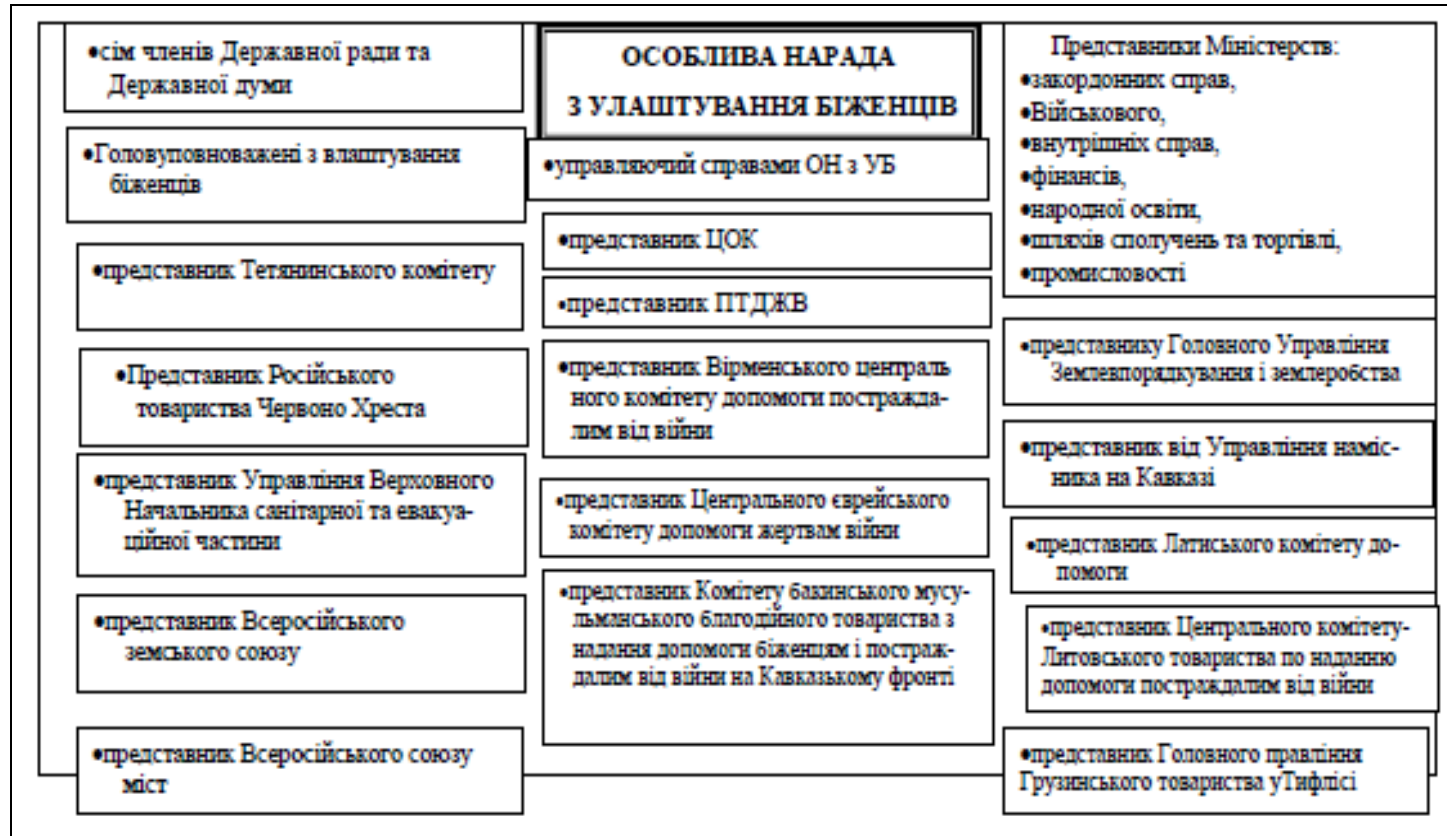 •сім членів Державної ради та
Державної думи
•Головуповноважені з влаштування
біженців
•представник Тетянинського комітету
•Представник Російського
товариства Червоно Хреста
•представник Управління Верховного
Начальника санітарної та евакуа-
ційної частини
•представник Всеросійського
земського союзу
•представник Всеросійського союзу
міст
ОСОБЛИВА НАРАДА
З УЛАШТУВАННЯ БІЖЕНЦІВ
•управляючий справами ОН з УБ
•представник ЦОК
•представник ПТДЖВ
•представник Вірменського централь
ного комітету допомоги постражда-
лим від війни
•представник Центрального єврейського
комітету допомоги жертвам війни
•представник Комітету бакинського мусу-
льманського благодійного товариства з
надання допомоги біженцям і постраж-
далим від війни на Кавказькому фронті
Представники Міністерств:
•закордонних справ,
•Військового,
•внутрішніх справ,
•фінансів,
•народної освіти,
•шляхів сполучень та торгівлі,
•промисловості
•представнику Головного Управління
Землевпорядкування і землеробства
•представник від Управління наміс-
ника на Кавказі
•представник Латиського комітету до-
помоги
•представник Центрального комітету-
Литовського товариства по наданню
допомоги постраждалим від війни
•представник Головного правління
Грузинського товариства уТифлісі